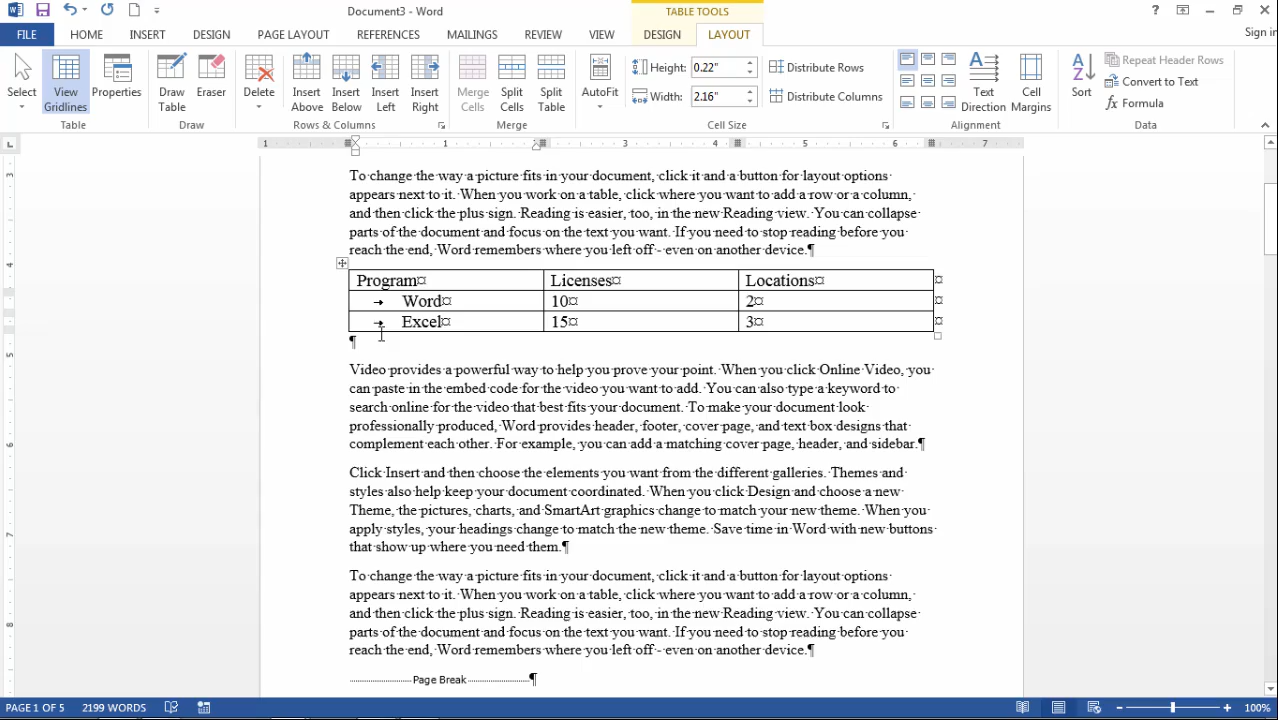 Document3 - Word
TABLE TOOLS
?
FILE HOME INSERT DESIGN PAGE LAYOUT REFERENCES MAILINGS REVIEW VIEW DESIGN LAYOUT Sign in
Select View Gridlines Properties Draw Table Eraser Delete Insert Above Insert Below Insert Left Insert Right Merge Cells Split Cells Split Table AutoFit Height: 0.22" Distribute Rows Text Direction Cell Margins Sort Repeat Header Rows
Width: 2.16" Distribute Columns Convert to Text
Formula
Table Draw Rows & Columns Merge Cell Size Alignment Data
1 1 3 4 5 6 7
To change the way a picture fits in your document, click it and a button for layout options
appears next to it. When you work on a table, click where you want to add a row or a column,
and then click the plus sign. Reading is easier, too, in the new Reading view. You can collapse
parts of the document and focus on the text you want. If you need to stop reading before you
reach the end, Word remembers where you left off - even on another device.¶
Program¤ Licenses¤ Locations¤ ¤
→ Word¤ 10¤ 2¤ ¤
→ Excel¤ 15¤ 3¤ ¤
¶
Video provides a powerful way to help you prove your point. When you click Online Video, you
can paste in the embed code for the video you want to add. You can also type a keyword to
search online for the video that best fits your document. To make your document look
professionally produced, Word provides header, footer, cover page, and text box designs that
complement each other. For example, you can add a matching cover page, header, and sidebar.¶
Click Insert and then choose the elements you want from the different galleries. Themes and
styles also help keep your document coordinated. When you click Design and choose a new
Theme, the pictures, charts, and SmartArt graphics change to match your new theme. When you
apply styles, your headings change to match the new theme. Save time in Word with new buttons
that show up where you need them.¶
To change the way a picture fits in your document, click it and a button for layout options
appears next to it. When you work on a table, click where you want to add a row or a column,
and then click the plus sign. Reading is easier, too, in the new Reading view. You can collapse
parts of the document and focus on the text you want. If you need to stop reading before you
reach the end, Word remembers where you left off - even on another device.¶
Page Break ¶
3
4
5
6
7
8
PAGE 1 OF 5 2199 WORDS 100%